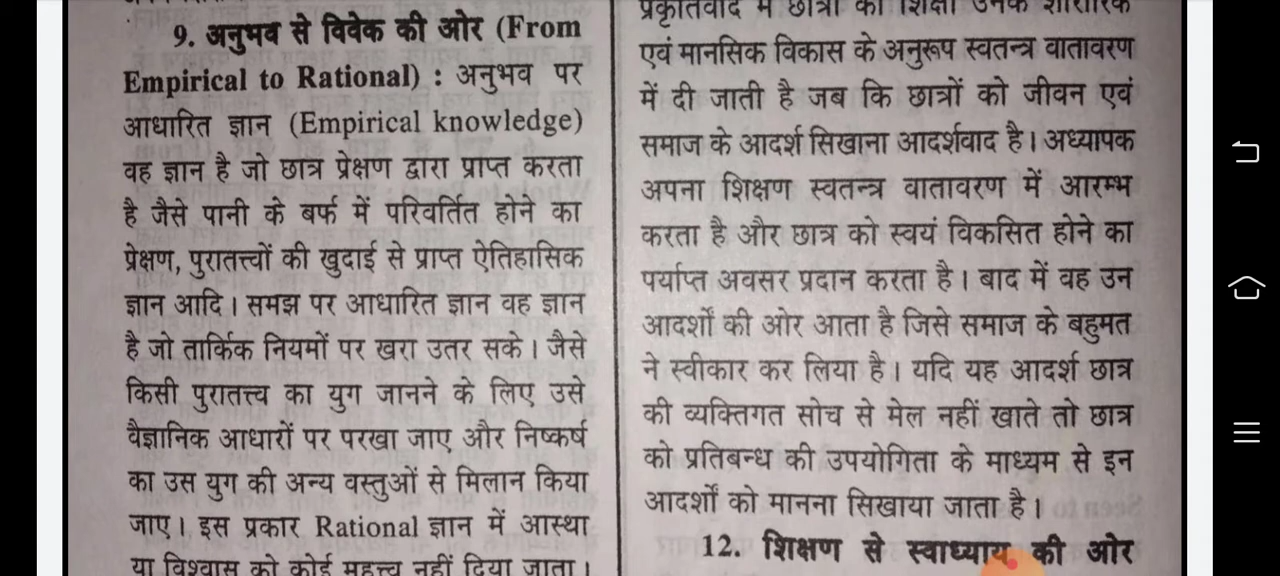 9. अनुभव से विवेक की ओर (From
Empirical to Rational) : अनुभव पर
आधारित ज्ञान (Empirical knowledge)
वह ज्ञान है जो छात्र प्रेक्षण द्वारा प्राप्त करता
है जैसे पानी के बर्फ में परिवर्तित होने का
प्रेक्षण, पुरातत्त्वों की खुदाई से प्राप्त ऐतिहासिक
ज्ञान आदि। समझ पर आधारित ज्ञान वह ज्ञान
है जो तार्किक नियमों पर खरा उतर सके। जैसे
किसी पुरातत्त्व का युग जानने के लिए उसे
वैज्ञानिक आधारों पर परखा जाए और निष्कर्ष
का उस युग की अन्य वस्तुओं से मिलान किया
जाए। इस प्रकार Rational ज्ञान में आस्था
या विश्वास को कोई महत्त्व नहीं दिया जाता।
प्रकृतिवाद में छात्रों की शिक्षा उनके शारीरिक
एवं मानसिक विकास के अनुरूप स्वतन्त्र वातावरण
में दी जाती है जब कि छात्रों को जीवन एवं
समाज के आदर्श सिखाना आदर्शवाद है। अध्यापक
अपना शिक्षण स्वतन्त्र वातावरण में आरम्भ
करता है और छात्र को स्वयं विकसित होने का
पर्याप्त अवसर प्रदान करता है। बाद में वह उन
आदर्शों की ओर आता है जिसे समाज के बहुमत
ने स्वीकार कर लिया है। यदि यह आदर्श छात्र
की व्यक्तिगत सोच से मेल नहीं खाते तो छात्र
को प्रतिबन्ध की उपयोगिता के माध्यम से इन
आदर्शों को मानना सिखाया जाता है।
12. शिक्षण से स्वाध्याय की ओर